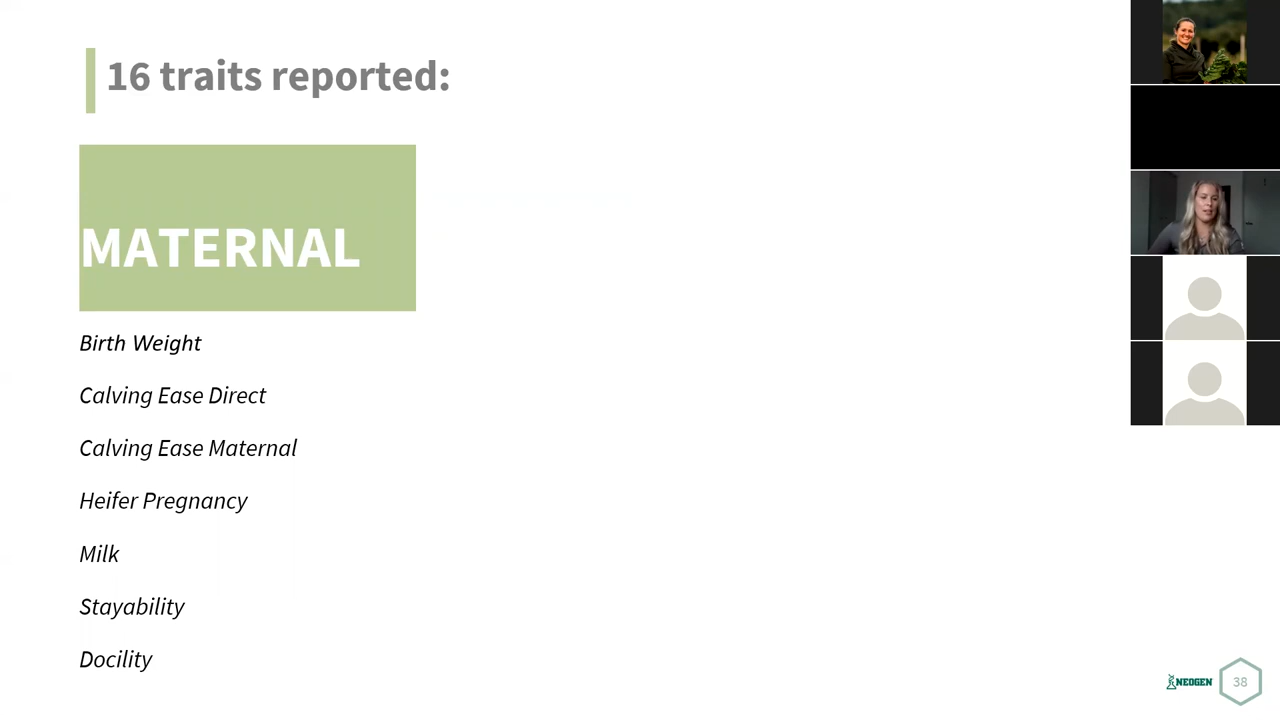 16 traits reported:
MATERNAL
Birth Weight
Calving Ease Direct
Calving Ease Maternal
Heifer Pregnancy
Milk
Stayability
Docility
NEOGEN
38